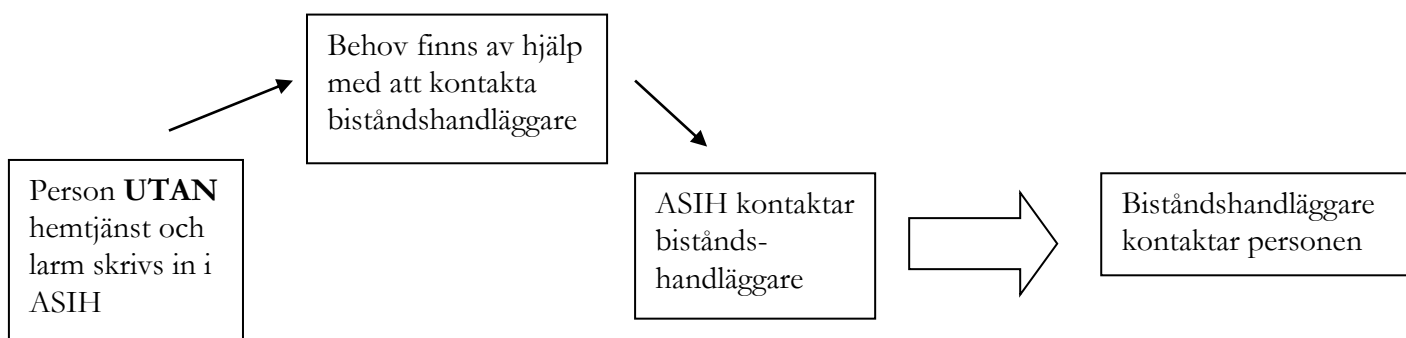 Person UTAN
hemtjänst och
larm skrivs in i
ASIH
Behov finns av hjälp
med att kontakta
biståndshandläggare
ASIH kontaktar
bistånds-
handläggare
Biståndshandläggare
kontaktar personen